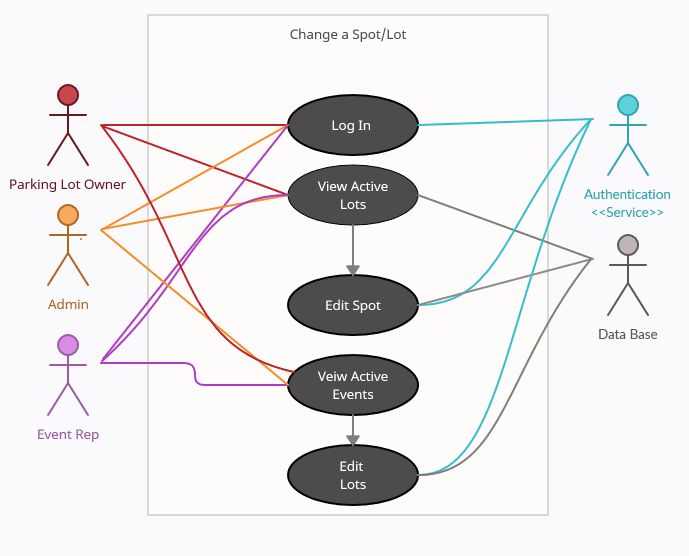 Change a Spot/Lot
Parking Lot Owner
Admin
Event Rep
Log In
View Active
Lots
Edit Spot
Veiw Active
Events
Edit
Lots
Authentication
<<Service>>
Data Base